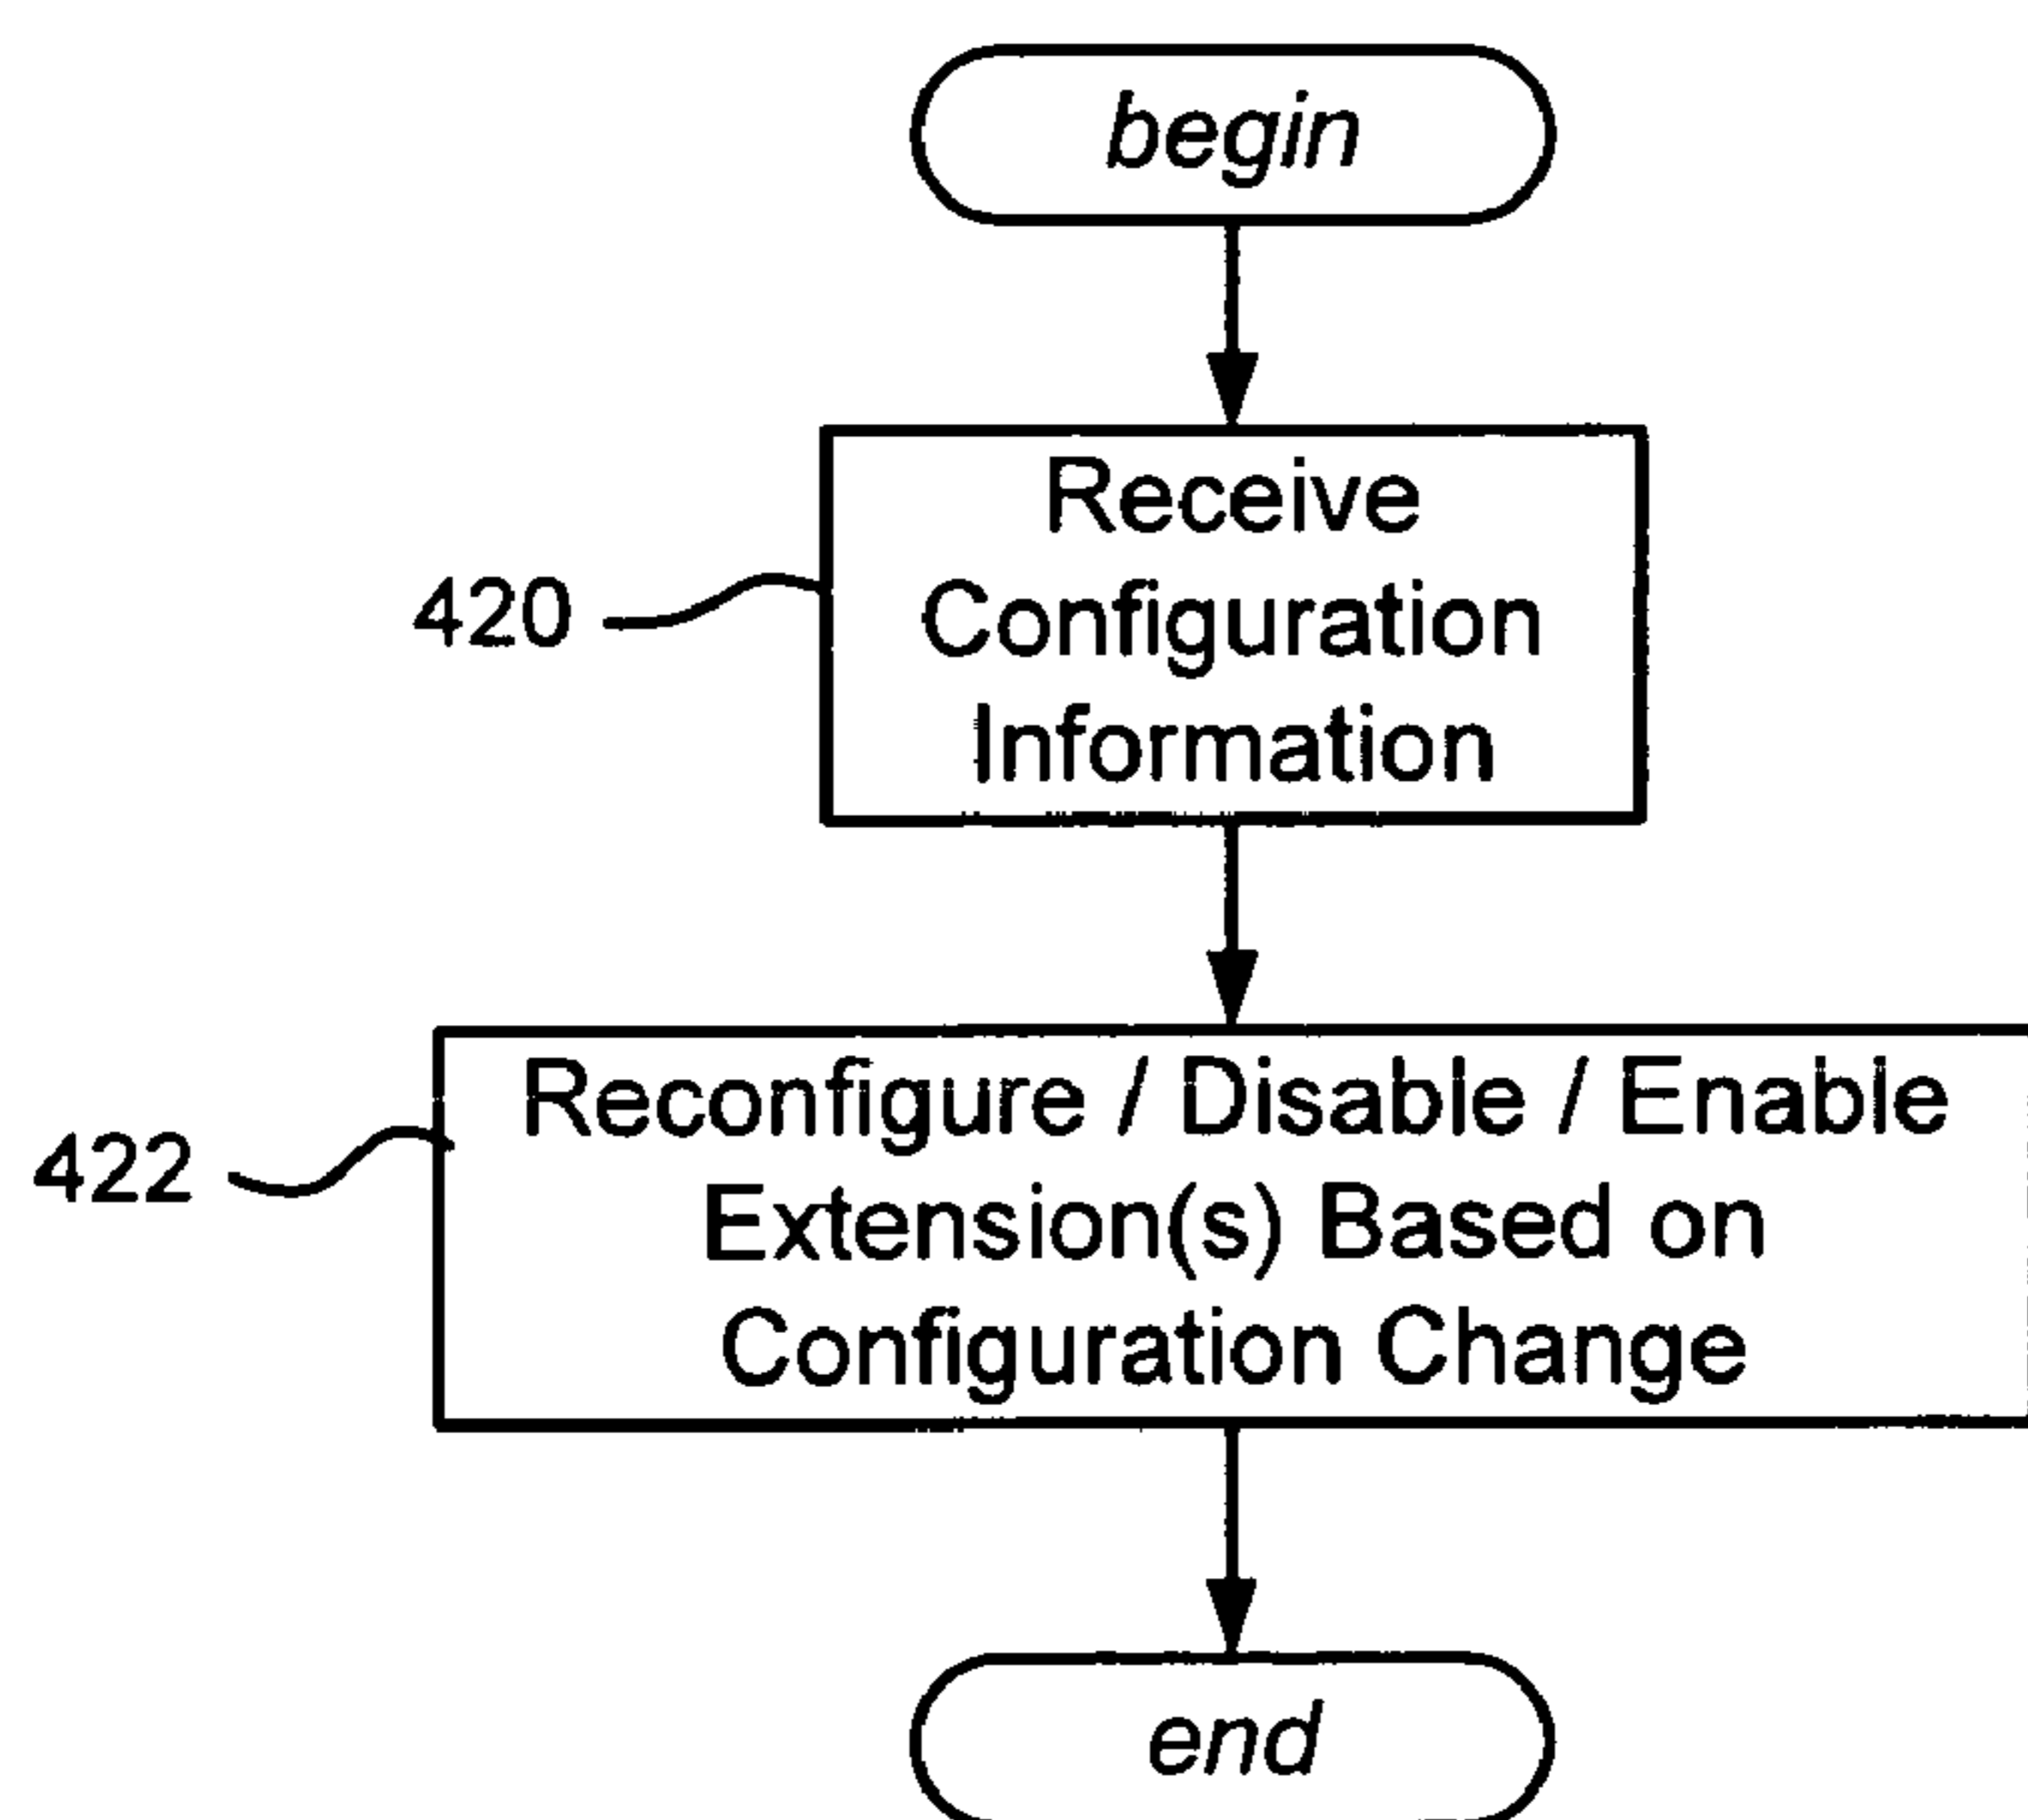 begin
Receive
Configuration
Information
420
Reconfigure / Disable / Enable
Extension(s) Based on
Configuration Change
422
end